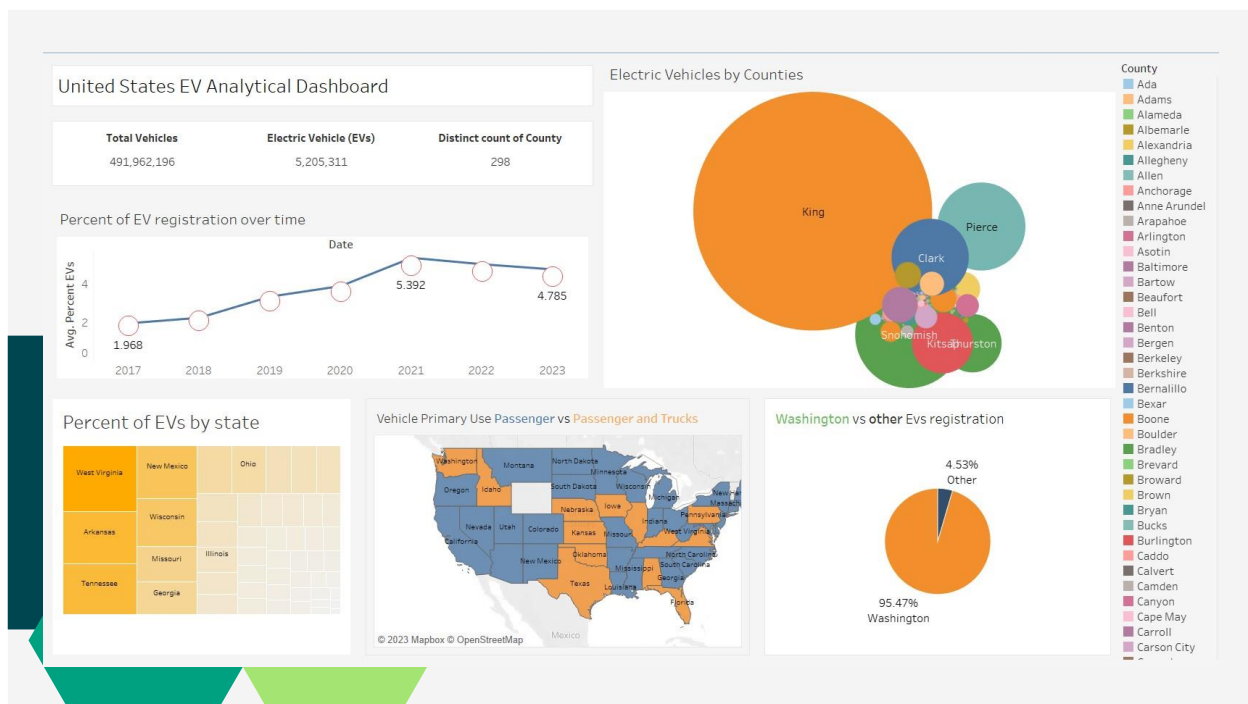 United States EV Analytical Dashboard
Total Vehicles
Electric Vehicle (EVs)
Distinct count of County
491,962,196
5,205,311
298
Percent of EV registration over time
Date
Avg. Percent EVs
4
2
0
1.968
5.392
4.785
2017
2018
2019
2020
2021
2022
2023
Electric Vehicles by Counties
King
Pierce
Clark
Snohomish
Kitsap
Thurston
County
Ada
Adams
Alameda
Albemarle
Alexandria
Allegheny
Allen
Anchorage
Anne Arundel
Arapahoe
Arlington
Asotin
Baltimore
Bartow
Beaufort
Bell
Benton
Bergen
Berkeley
Berkshire
Bernalillo
Bexar
Boone
Boulder
Bradley
Brevard
Broward
Brown
Bryan
Bucks
Burlington
Caddo
Calvert
Camden
Canyon
Cape May
Carroll
Carson City
Percent of EVs by state
West Virginia
Arkansas
Tennessee
New Mexico
Wisconsin
Missouri
Georgia
Ohio
Illinois
Vehicle Primary Use Passenger vs Passenger and Trucks
Washington
Montana
North Dakota
Minnesota
Oregon
Idaho
South Dakota
Wisconsin
Michigan
New Ha
Massach
Nebraska
Iowa
Pennsylvania
Nevada
Utah
Colorado
Kansas
Missouri
Indiana
West Virginia
California
New Mexico
Oklahoma
North Carolina
South Carolina
Mississippi
Georgia
Texas
Louisiana
Florida
© 2023 Mapbox © OpenStreetMap
Mexico
Washington vs other Evs registration
4.53%
Other
95.47%
Washington